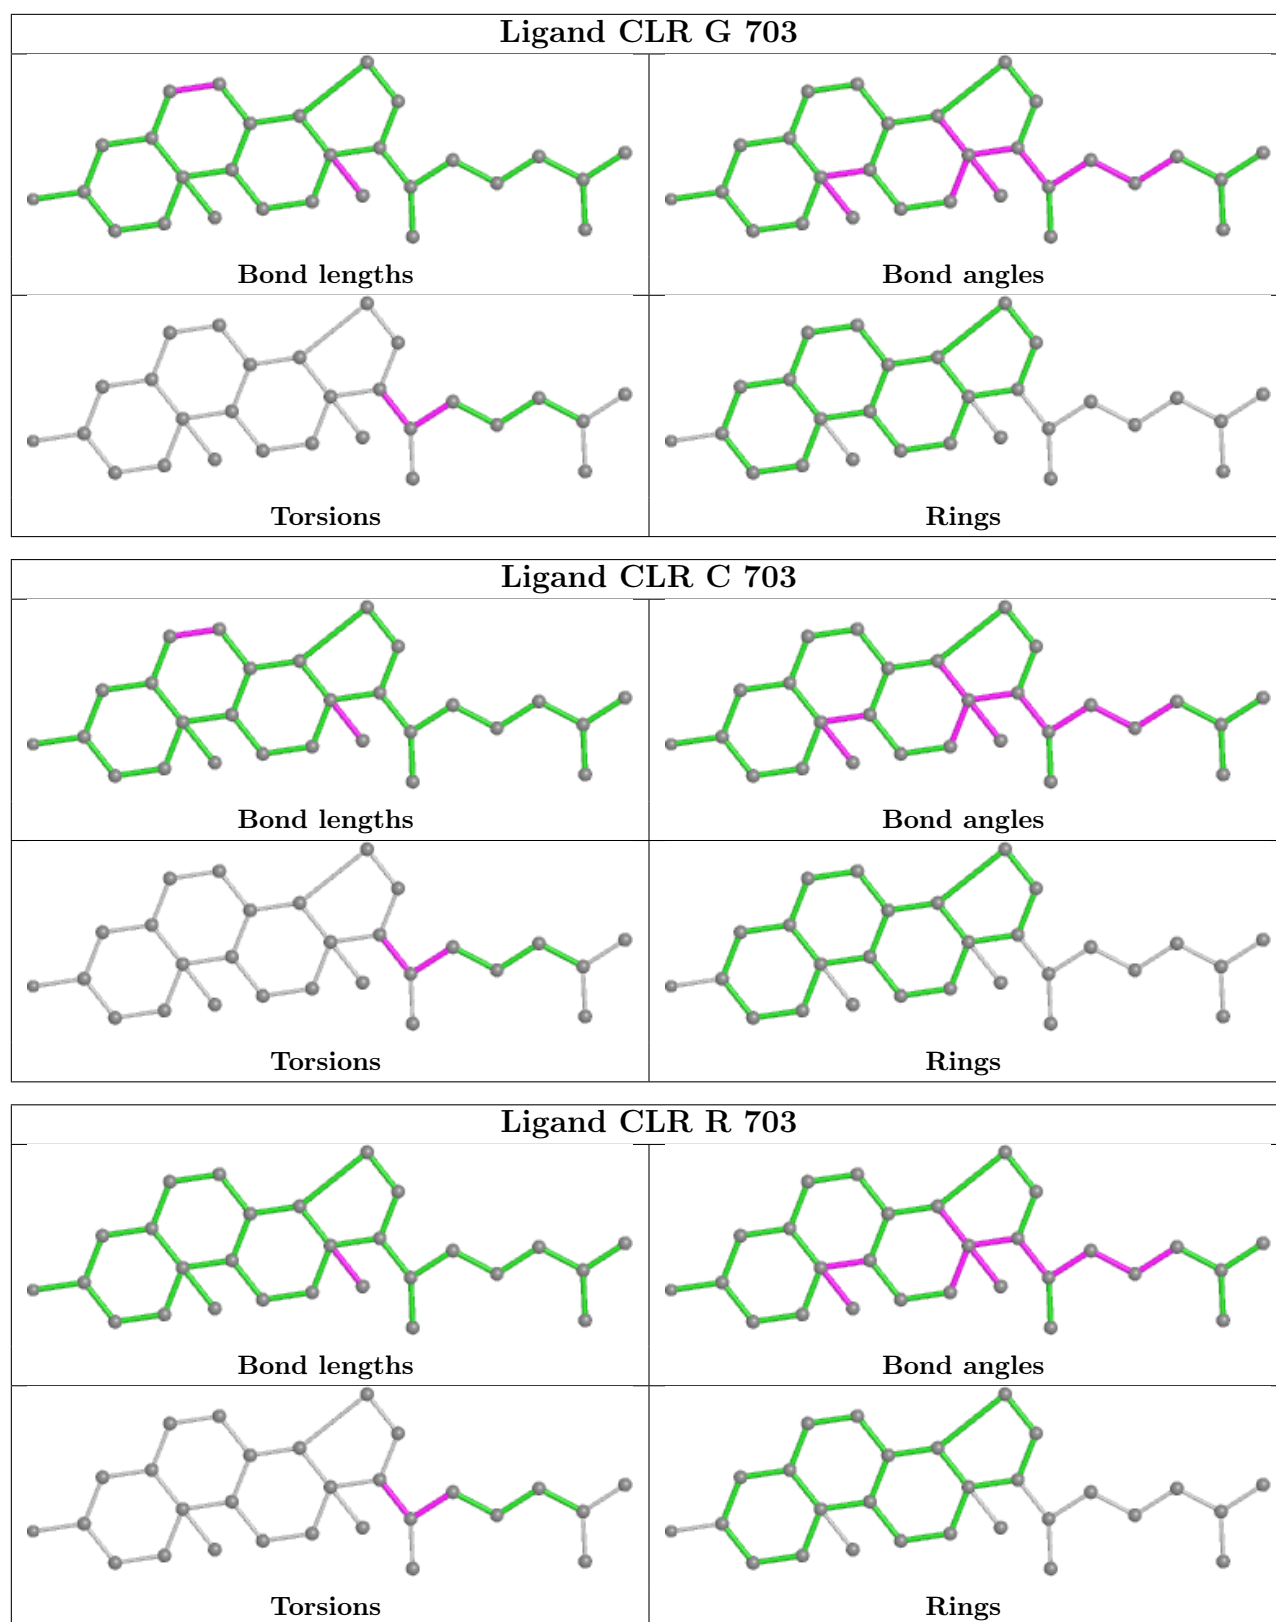 Ligand CLR G 703
Bond lengths
Bond angles
Torsions
Rings
Ligand CLR C 703
Bond lengths
Bond angles
Torsions
Rings
Ligand CLR R 703
Bond lengths
Bond angles
Torsions
Rings